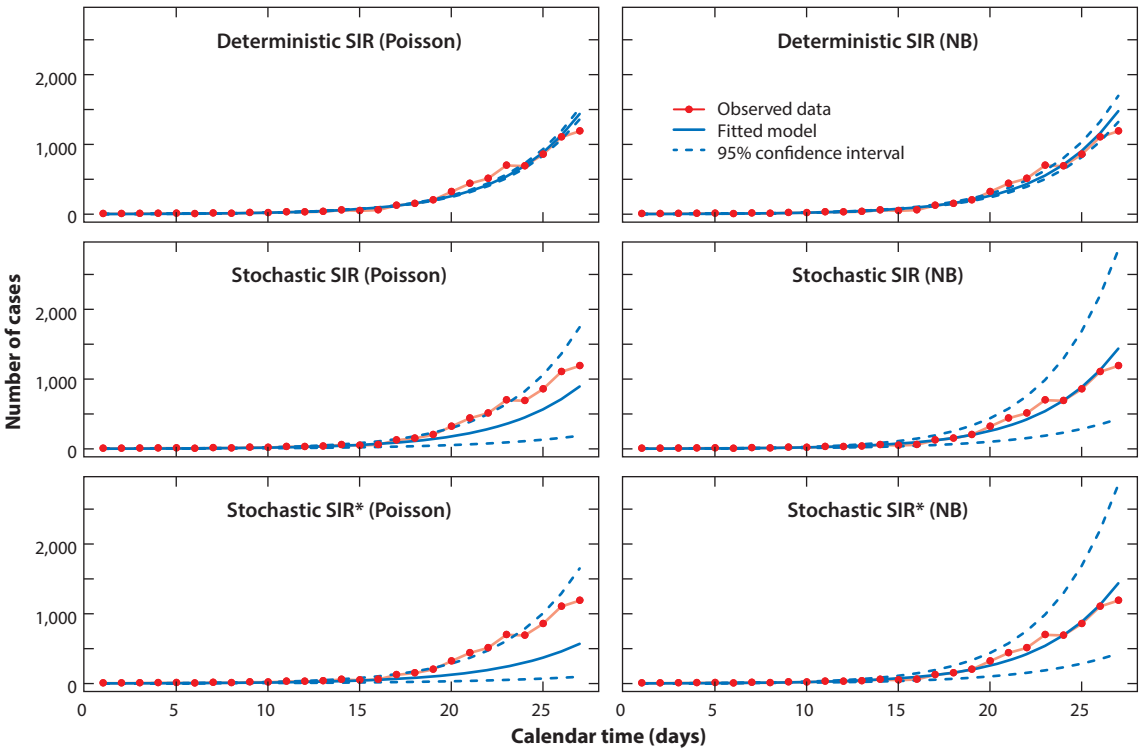 Deterministic SIR (Poisson)
Deterministic SIR (NB)
2,000
1,000
0
Observed data
Fitted model
95% confidence interval
Stochastic SIR (Poisson)
Stochastic SIR (NB)
2,000
1,000
0
Number of cases
Stochastic SIR* (Poisson)
Stochastic SIR* (NB)
2,000
1,000
0
0 5 10 15 20 25
0 5 10 15 20 25
Calendar time (days)